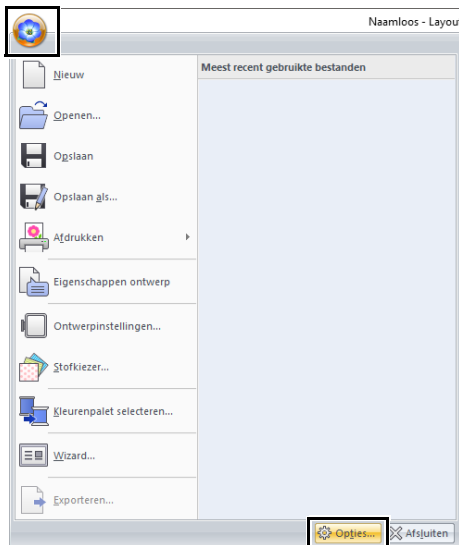 Naamloos - Layou
Nieuw
Meest recent gebruikte bestanden
Openen...
Opslaan
Opslaan als...
Afdrukken
Eigenschappen ontwerp
Ontwerpinstellingen...
Stofkiezer...
Kleurenpalet selecteren...
Wizard...
Exporteren...
Opties... Afsluiten